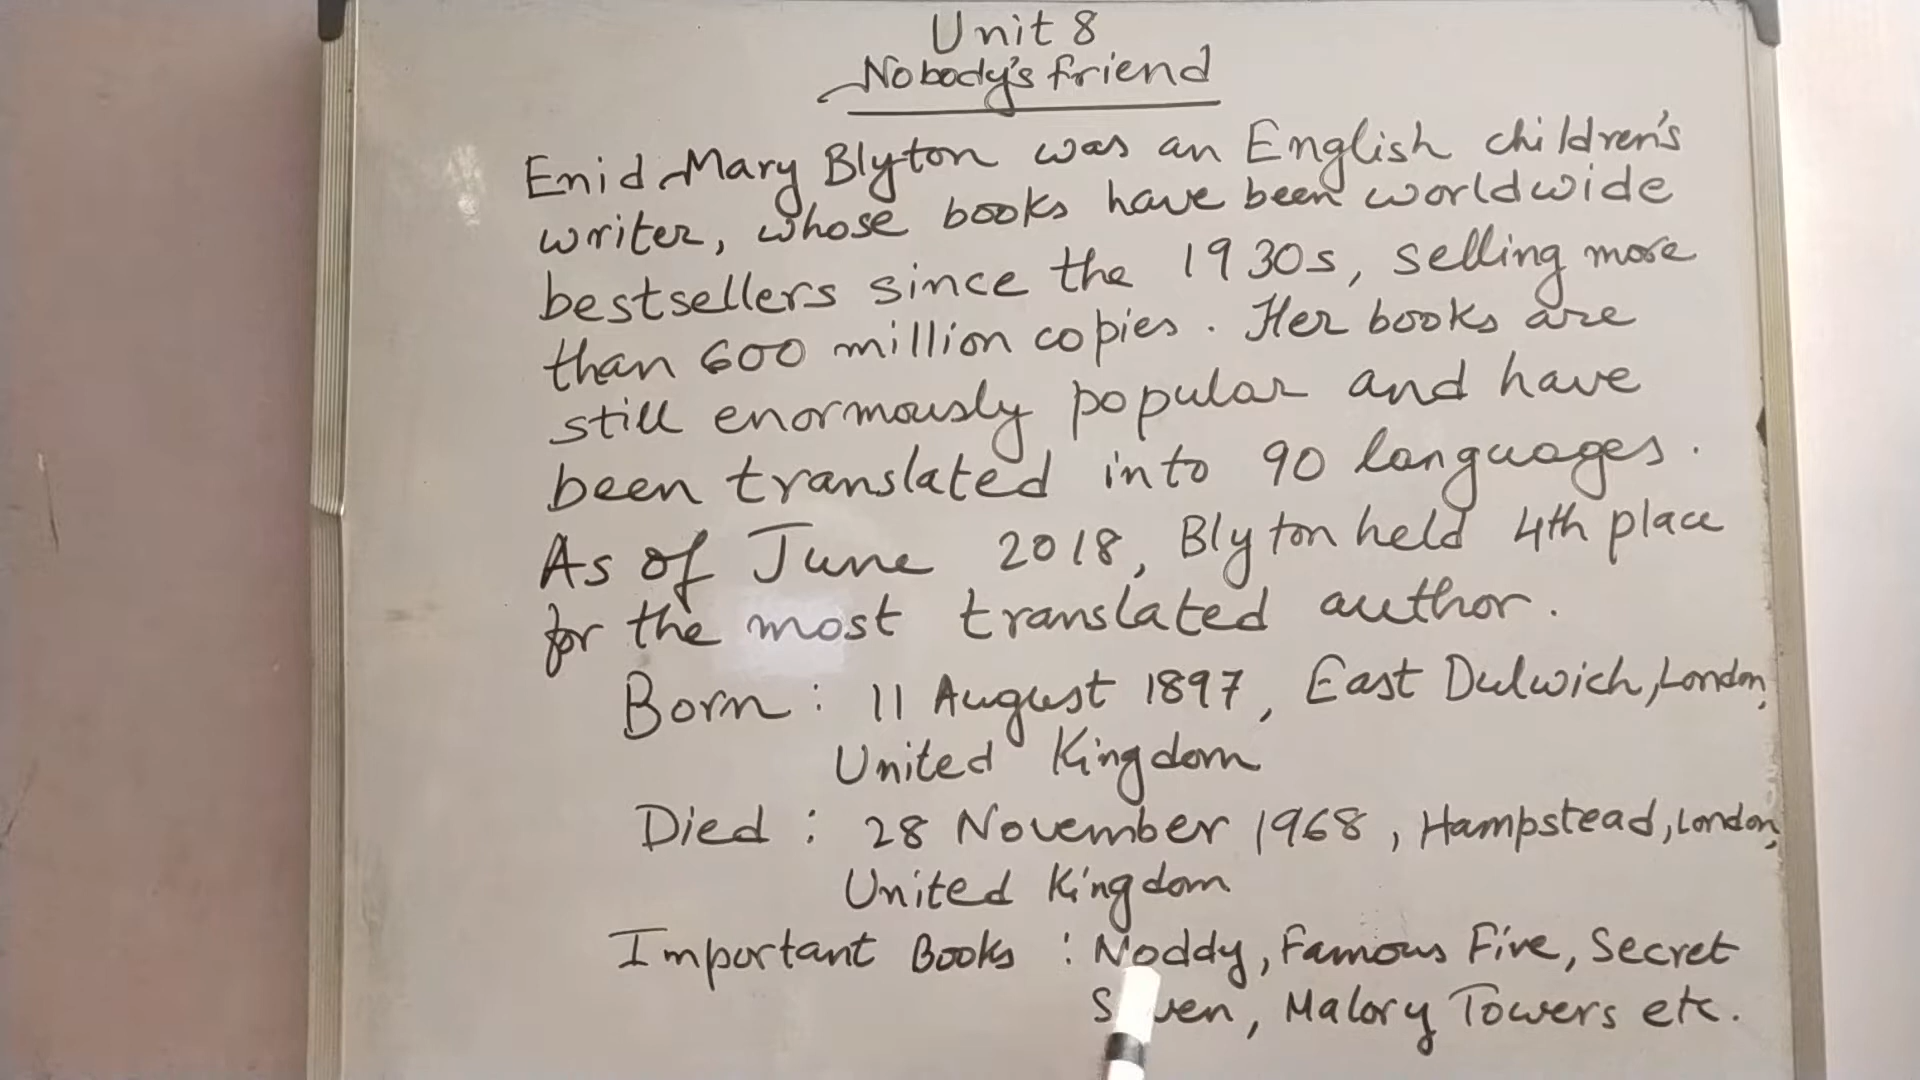 Unit 8
Nobody's friend
Enid Mary Blyton was an English children's
writer, whose books have been worldwide
bestsellers since the 1930s, selling more
than 600 million copies. Her books are
still enormously popular and have
been translated into 90 languages.
As of June 2018, Blyton held 4th place
for the most translated author.
Born : 11 August 1897, East Dulwich, London,
United Kingdom
Died : 28 November 1968, Hampstead, London,
United Kingdom
Important Books : Noddy, Famous Five, Secret
Seven, Malory Towers etc.